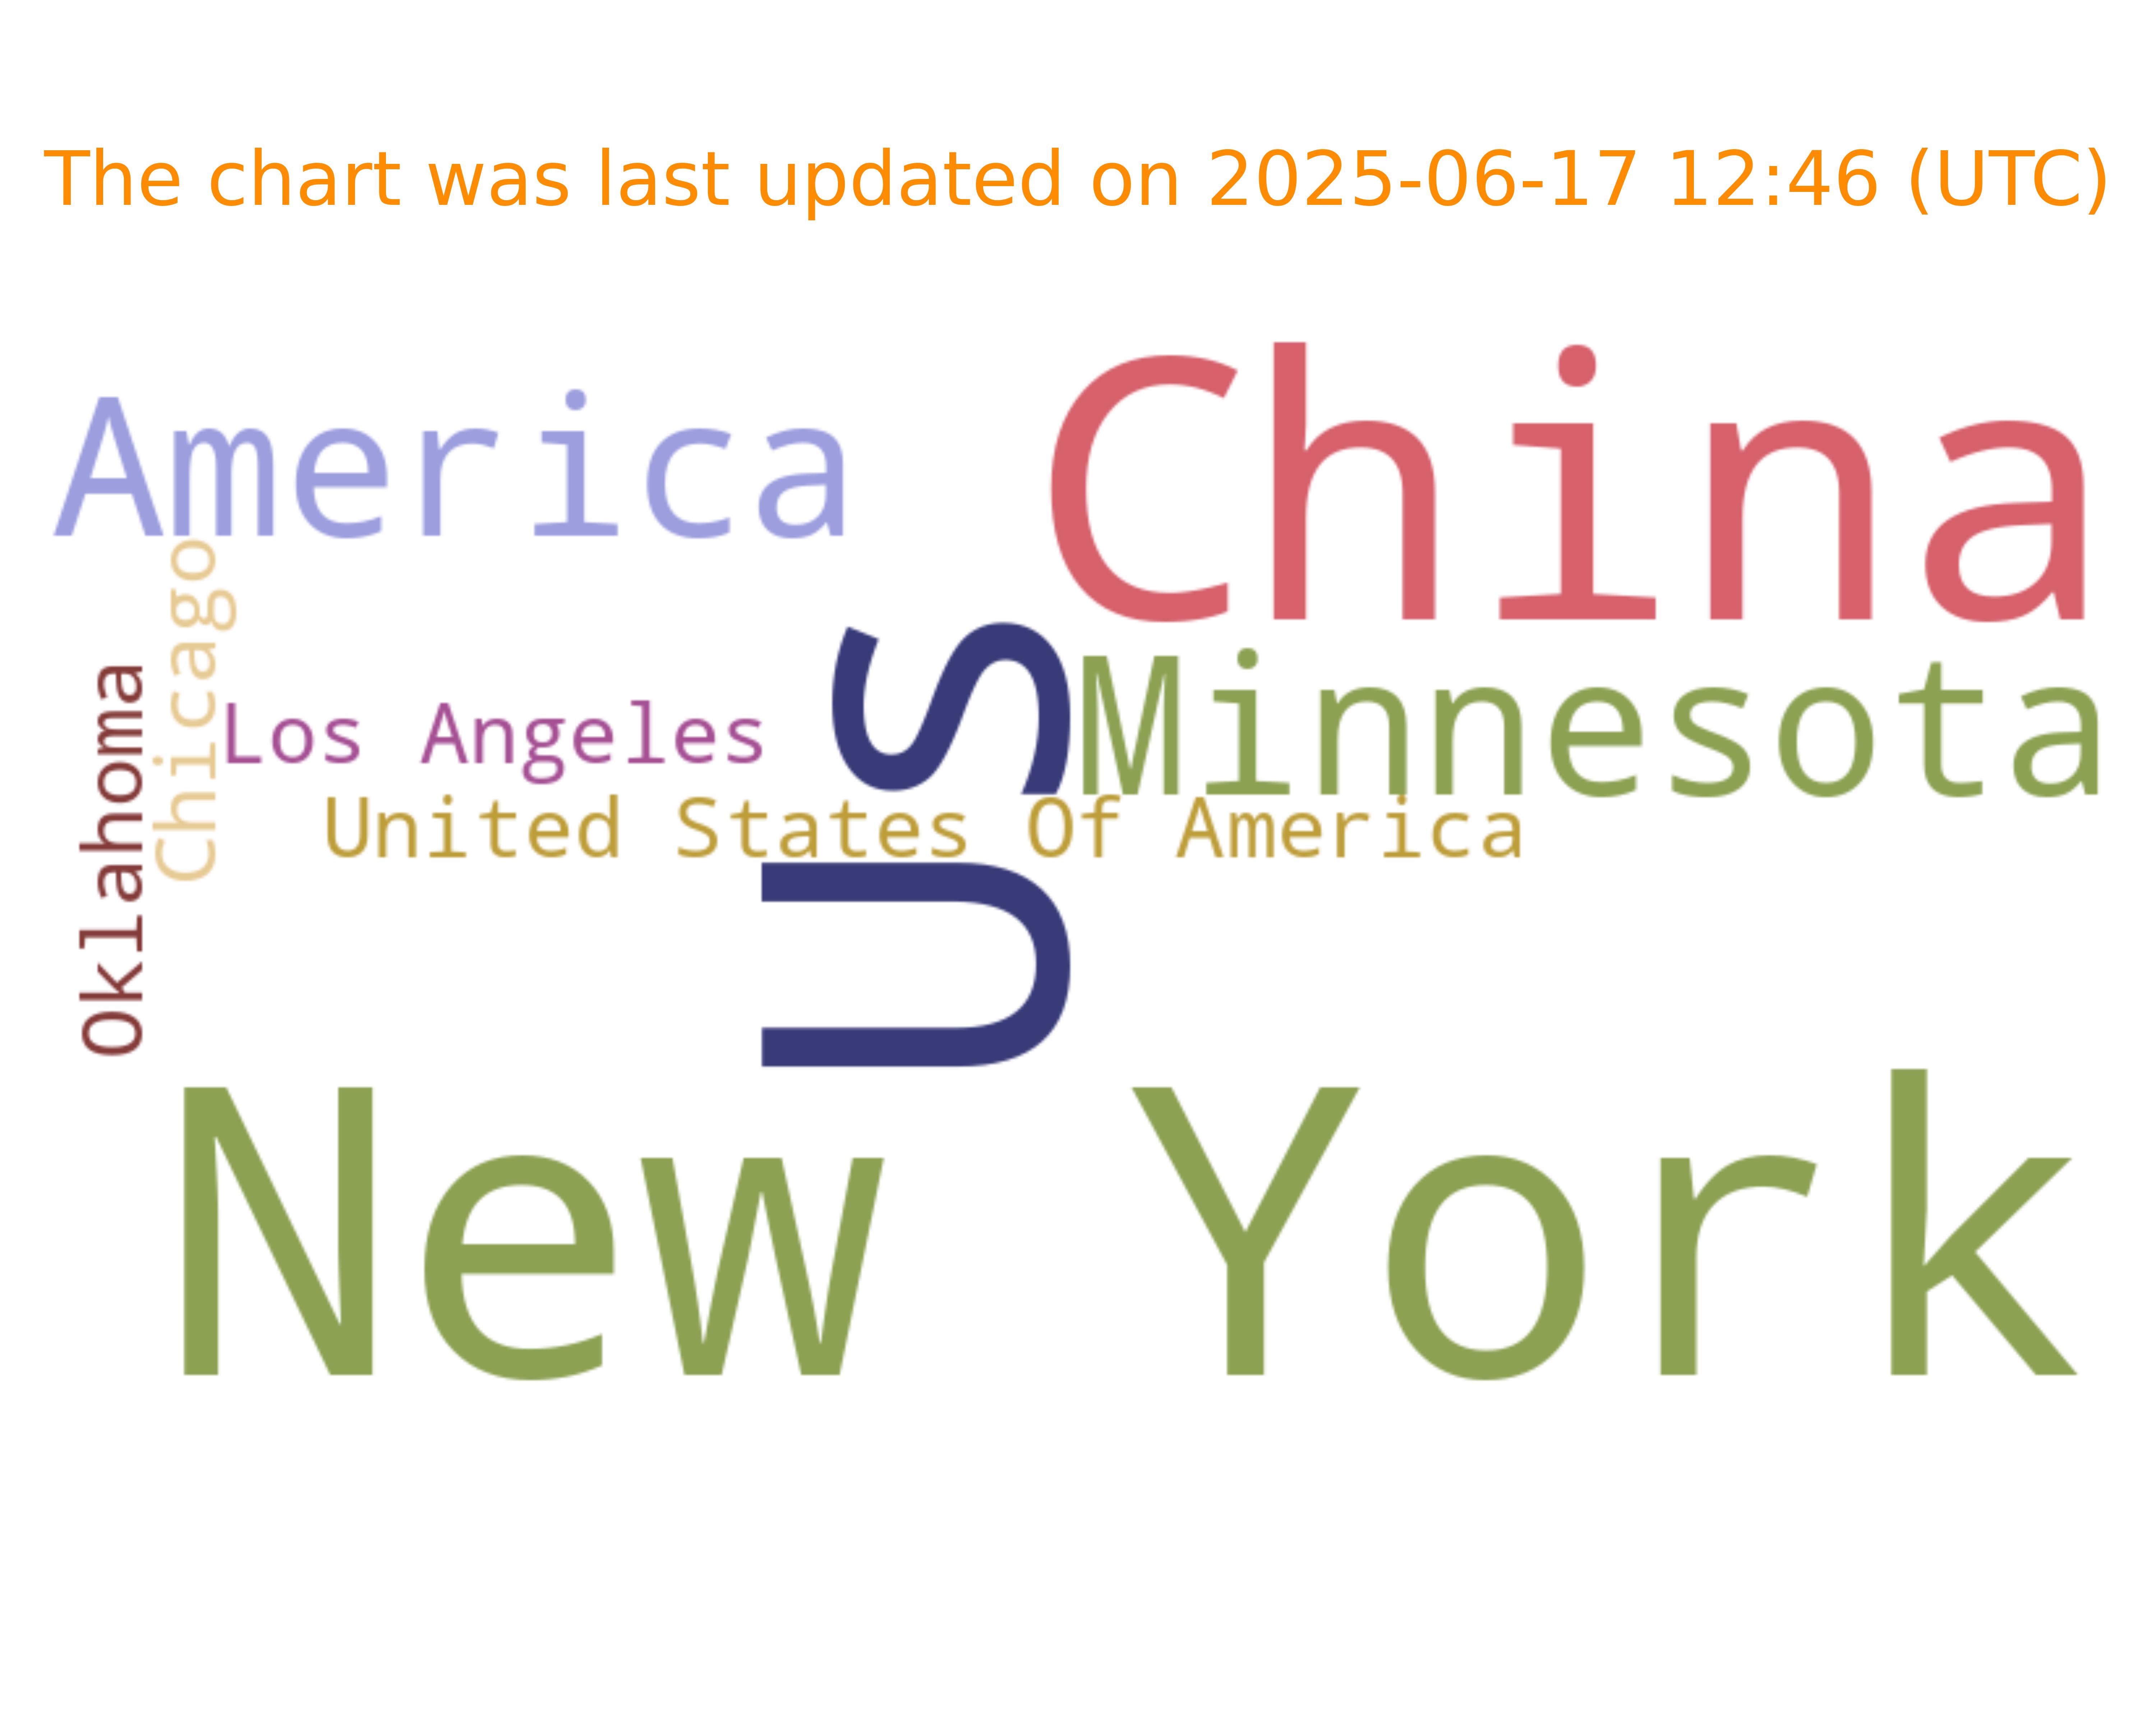 The chart was last updated on 2025-06-17 12:46 (UTC)
America
China
Chicago
US
Minnesota
Oklahoma
Los Angeles
United States Of America
New York